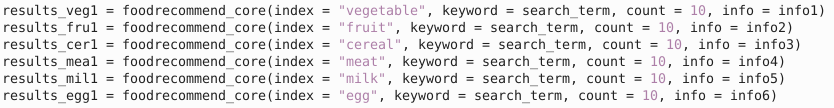 results_veg1 = foodrecommend_core(index = "vegetable", keyword = search_term, count = 10, info = info1)
results_fru1 = foodrecommend_core(index = "fruit", keyword = search_term, count = 10, info = info2)
results_cer1 = foodrecommend_core(index = "cereal", keyword = search_term, count = 10, info = info3)
results_mea1 = foodrecommend_core(index = "meat", keyword = search_term, count = 10, info = info4)
results_mil1 = foodrecommend_core(index = "milk", keyword = search_term, count = 10, info = info5)
results_egg1 = foodrecommend_core(index = "egg", keyword = search_term, count = 10, info = info6)